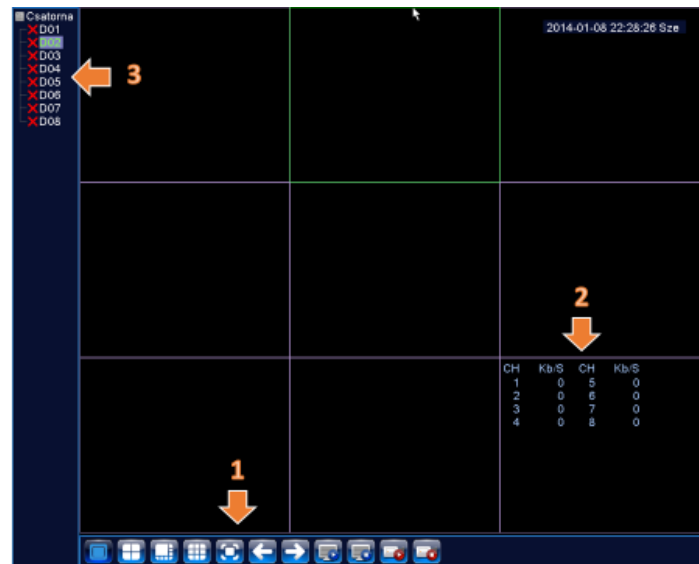 Csatorna
D01
D02
D03
D04
D05
D06
D07
D08
3
2014-01-08 22:28:26 Sze
2
CH Kb/S CH Kb/S
1 0 5 0
2 0 6 0
3 0 7 0
4 0 8 0
1